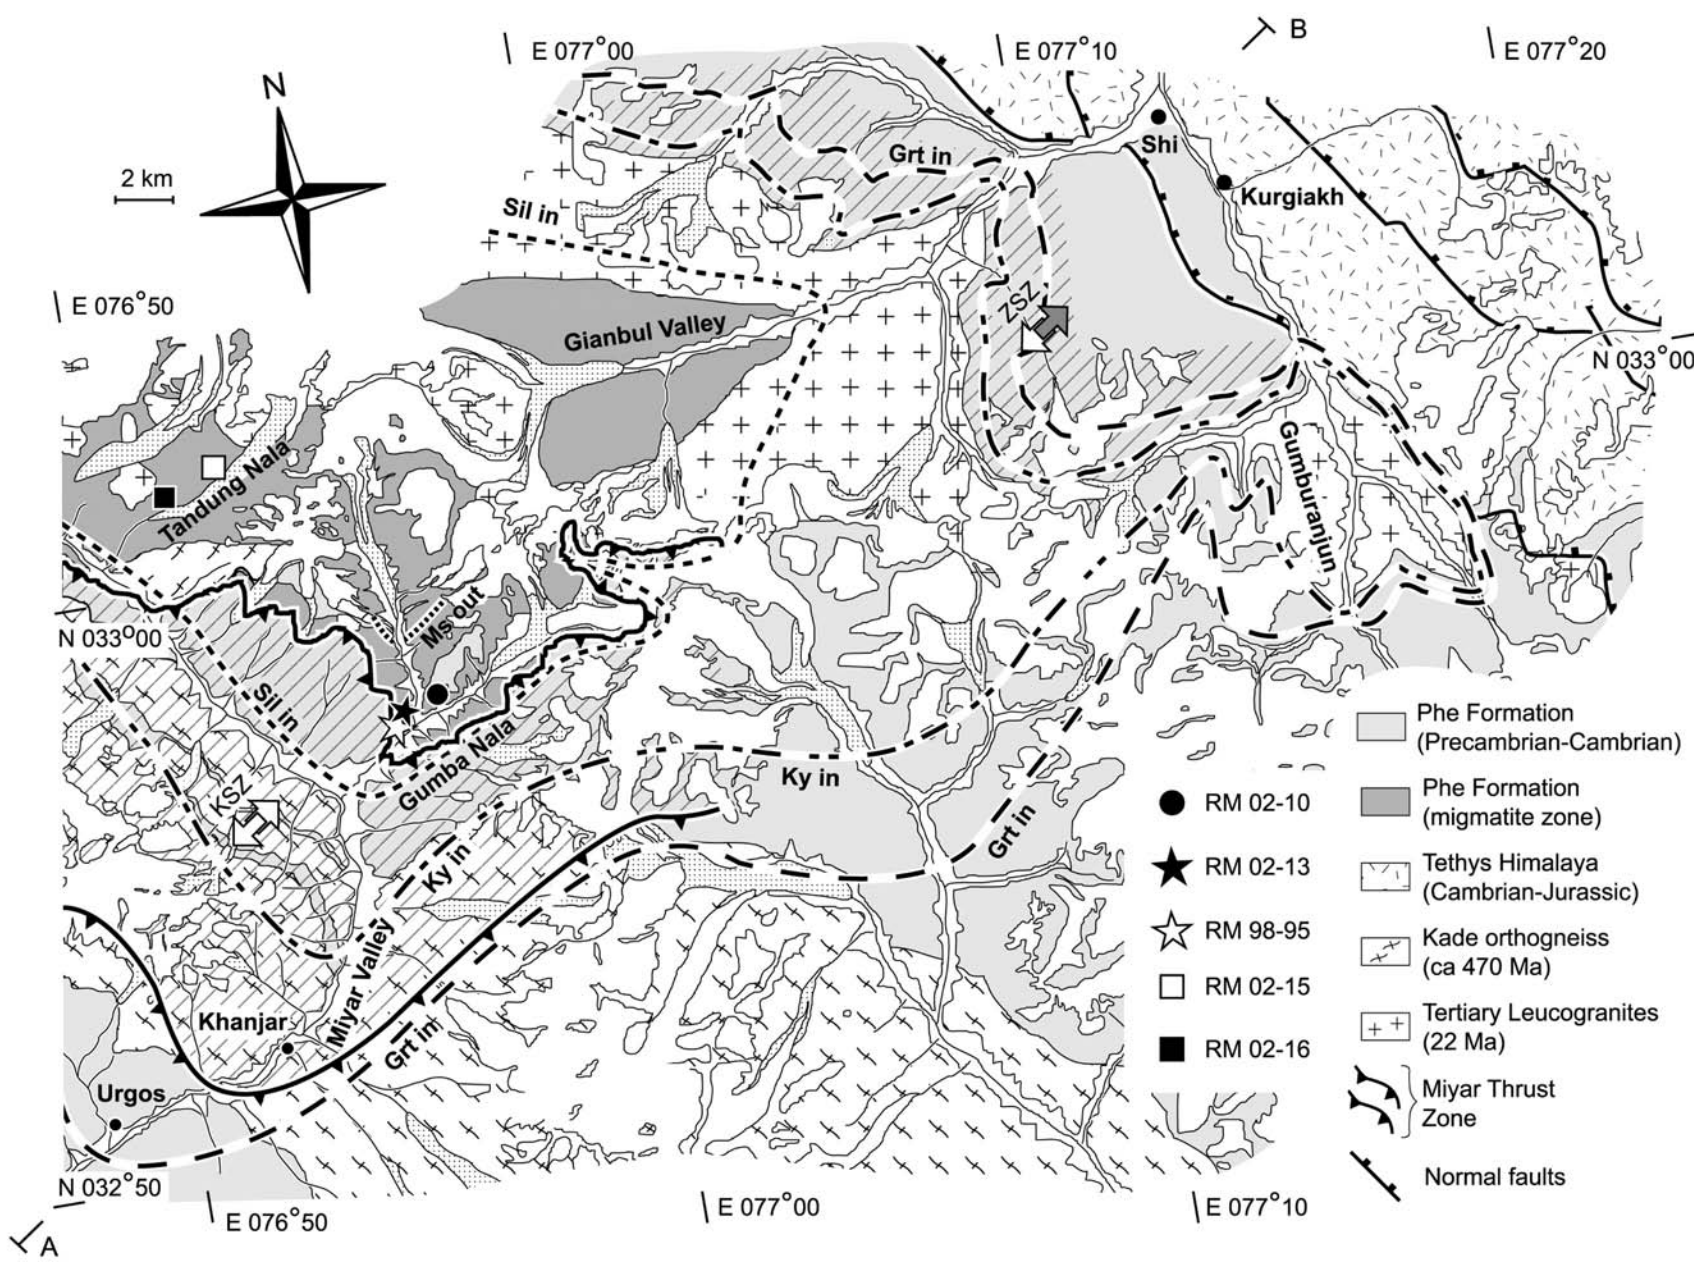 B
E 077°00
E 077°10
E 077°20
N
2 km
Shi
Grt in
Kurgiakh
Sil in
E 076°50
ZSZ
Gianbul Valley
N 033°00
Tandung Nala
Gumburanjun
Ms out
N 033°00
Sil in
Gumba Nala
KSZ
Ky in
Ky in
Grt in
Miyar Valley
Khanjar
Grt in
Urgos
N 032°50
E 076°50
E 077°00
E 077°10
A
RM 02-10
RM 02-13
RM 98-95
RM 02-15
RM 02-16
Phe Formation
(Precambrian-Cambrian)
Phe Formation
(migmatite zone)
Tethys Himalaya
(Cambrian-Jurassic)
Kade orthogneiss
(ca 470 Ma)
Tertiary Leucogranites
(22 Ma)
Miyar Thrust
Zone
Normal faults